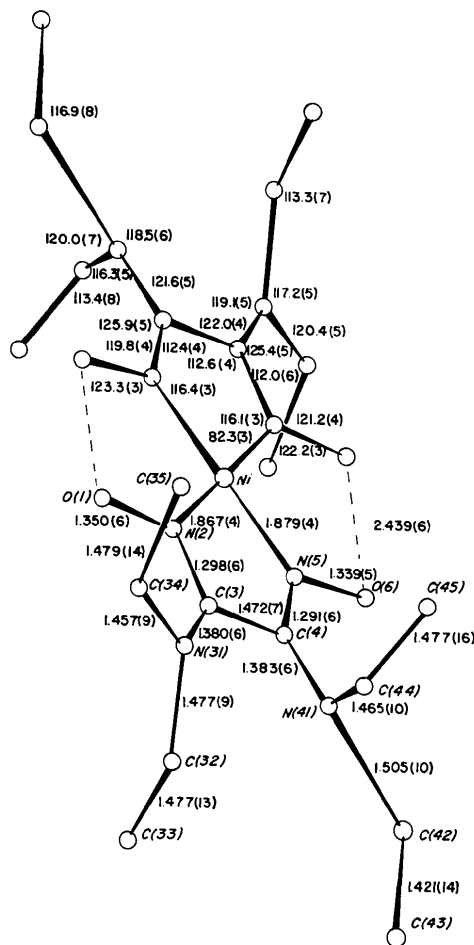 116.9(8)
113.3(7)
120.0(7) 118.5(6)
116.3(5)
113.4(8)
121.6(5) 119.1(5) 117.2(5)
125.9(5) 122.0(4) 120.4(5)
119.8(4) 112.4(4) 125.4(5)
112.6(4) 112.0(6)
123.3(3) 116.4(3)
116.1(3) 121.2(4)
82.3(3) 122.2(3)
C(35) Ni
O(1)
1.350(6) N(2) 1.867(4) 1.879(4) 2.439(6)
1.479(14) N(5)
1.298(6) 1.339(5)
C(34) C(3) O(6) C(45)
1.472(7) 1.291(6)
1.457(9) 1.380(6) C(4)
N(31) 1.383(6) 1.477(16)
C(44)
1.477(9) N(41) 1.465(10)
C(32) 1.505(10)
1.477(13)
C(33) C(42)
1.421(14)
C(43)